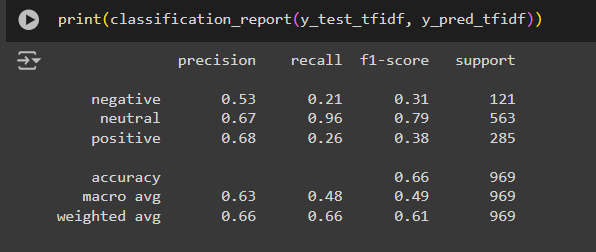 print(classification_report(y_test_tfidf, y_pred_tfidf))
precision recall f1-score support
negative 0.53 0.21 0.31 121
neutral 0.67 0.96 0.79 563
positive 0.68 0.26 0.38 285
accuracy 0.66 969
macro avg 0.63 0.48 0.49 969
weighted avg 0.66 0.66 0.61 969